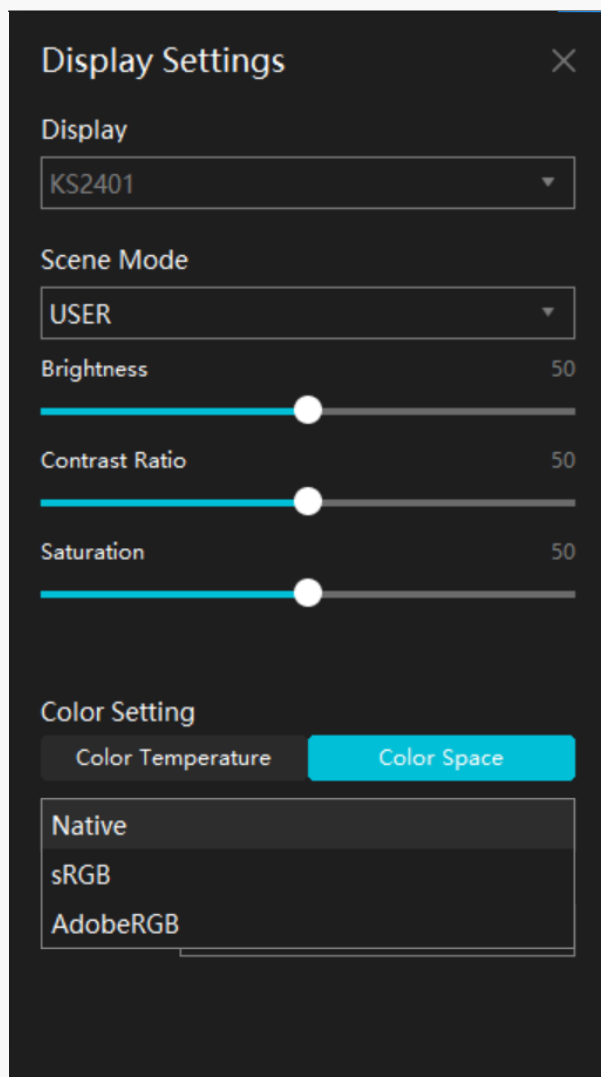 Display Settings
Display
KS2401
Scene Mode
USER
Brightness 50
Contrast Ratio 50
Saturation 50
Color Setting
Color Temperature Color Space
Native
sRGB
AdobeRGB